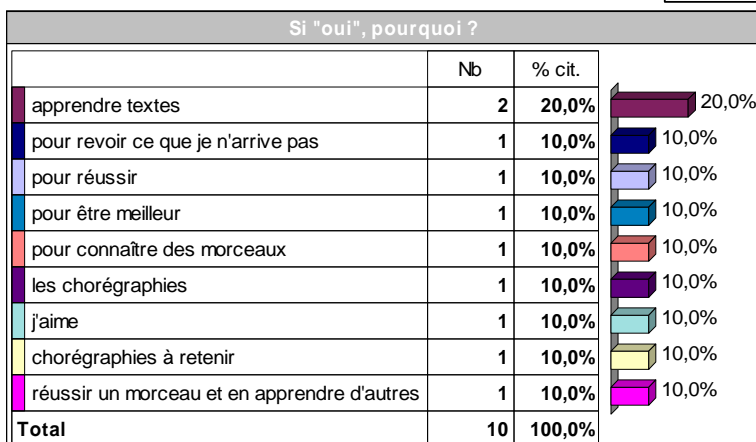 Si "oui", pourquoi ?
Nb % cit.
apprendre textes 2 20,0% 20,0%
pour revoir ce que je n'arrive pas 1 10,0% 10,0%
pour réussir 1 10,0% 10,0%
pour être meilleur 1 10,0% 10,0%
pour connaître des morceaux 1 10,0% 10,0%
les chorégraphies 1 10,0% 10,0%
j'aime 1 10,0% 10,0%
chorégraphies à retenir 1 10,0% 10,0%
réussir un morceau et en apprendre d'autres 1 10,0% 10,0%
Total 10 100,0%